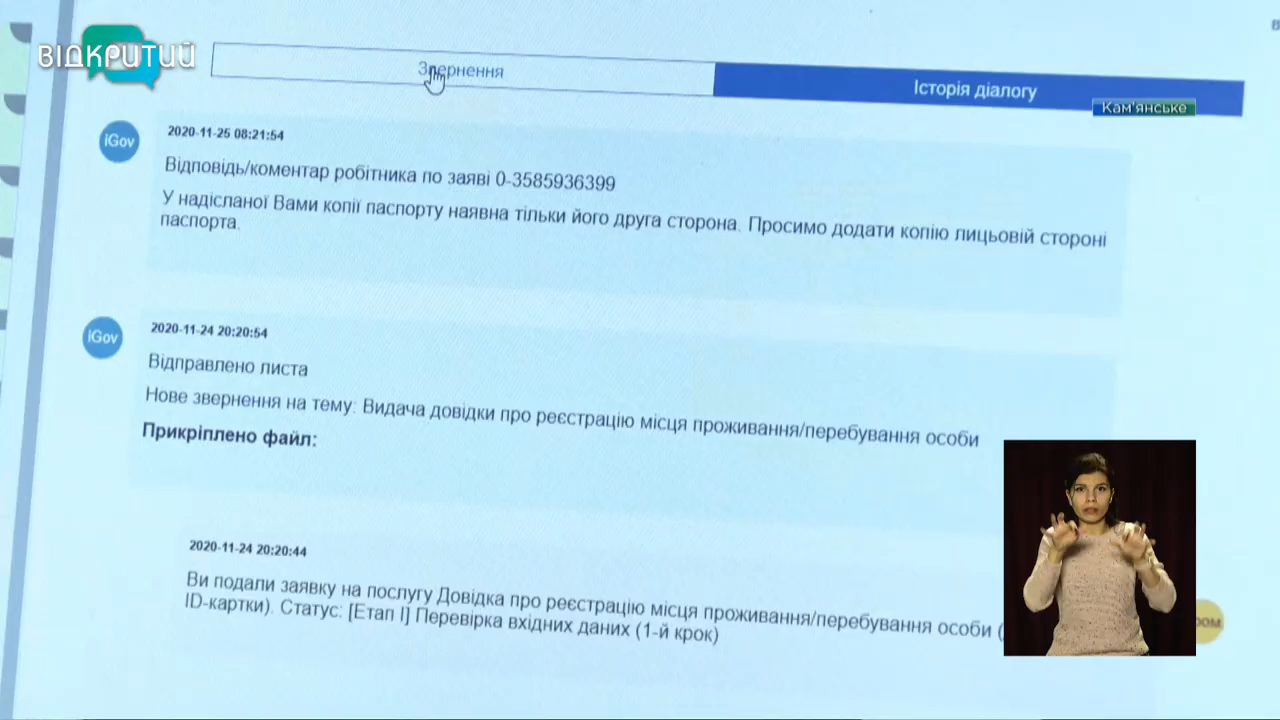 ВІДКРИТИЙ
Звернення
Історія діалогу
Кам'янське
iGov
2020-11-25 08:21:54
Відповідь/коментар робітника по заяві 0-3585936399
У надісланої Вами копії паспорту наявна тільки його друга сторона. Просимо додати копію лицьовій стороні
паспорта.
iGov
2020-11-24 20:20:54
Відправлено листа
Нове звернення на тему: Видача довідки про реєстрацію місця проживання/перебування особи
Прикріплено файл:
2020-11-24 20:20:44
Ви подали заявку на послугу Довідка про реєстрацію місця проживання/перебування особи (
ID-картки). Статус: [Етап I] Перевірка вхідних даних (1-й крок)